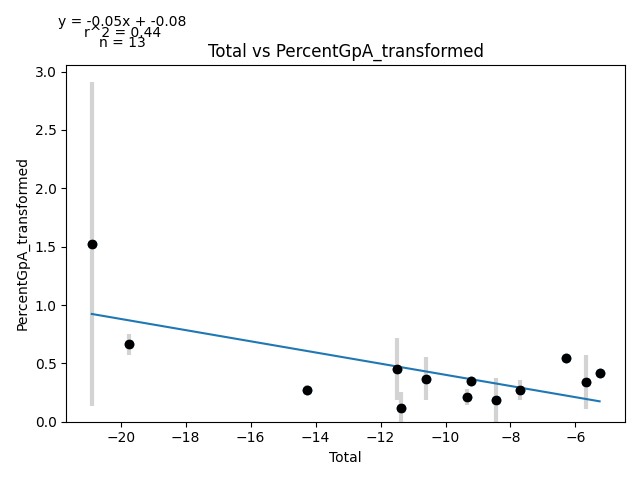 y = -0.05x + -0.08
r^2 = 0.44
n = 13
Total vs PercentGpA_transformed
3.0
2.5
2.0
1.5
1.0
0.5
0.0
PercentGpA_transformed
−20 −18 −16 −14 −12 −10 −8 −6
Total